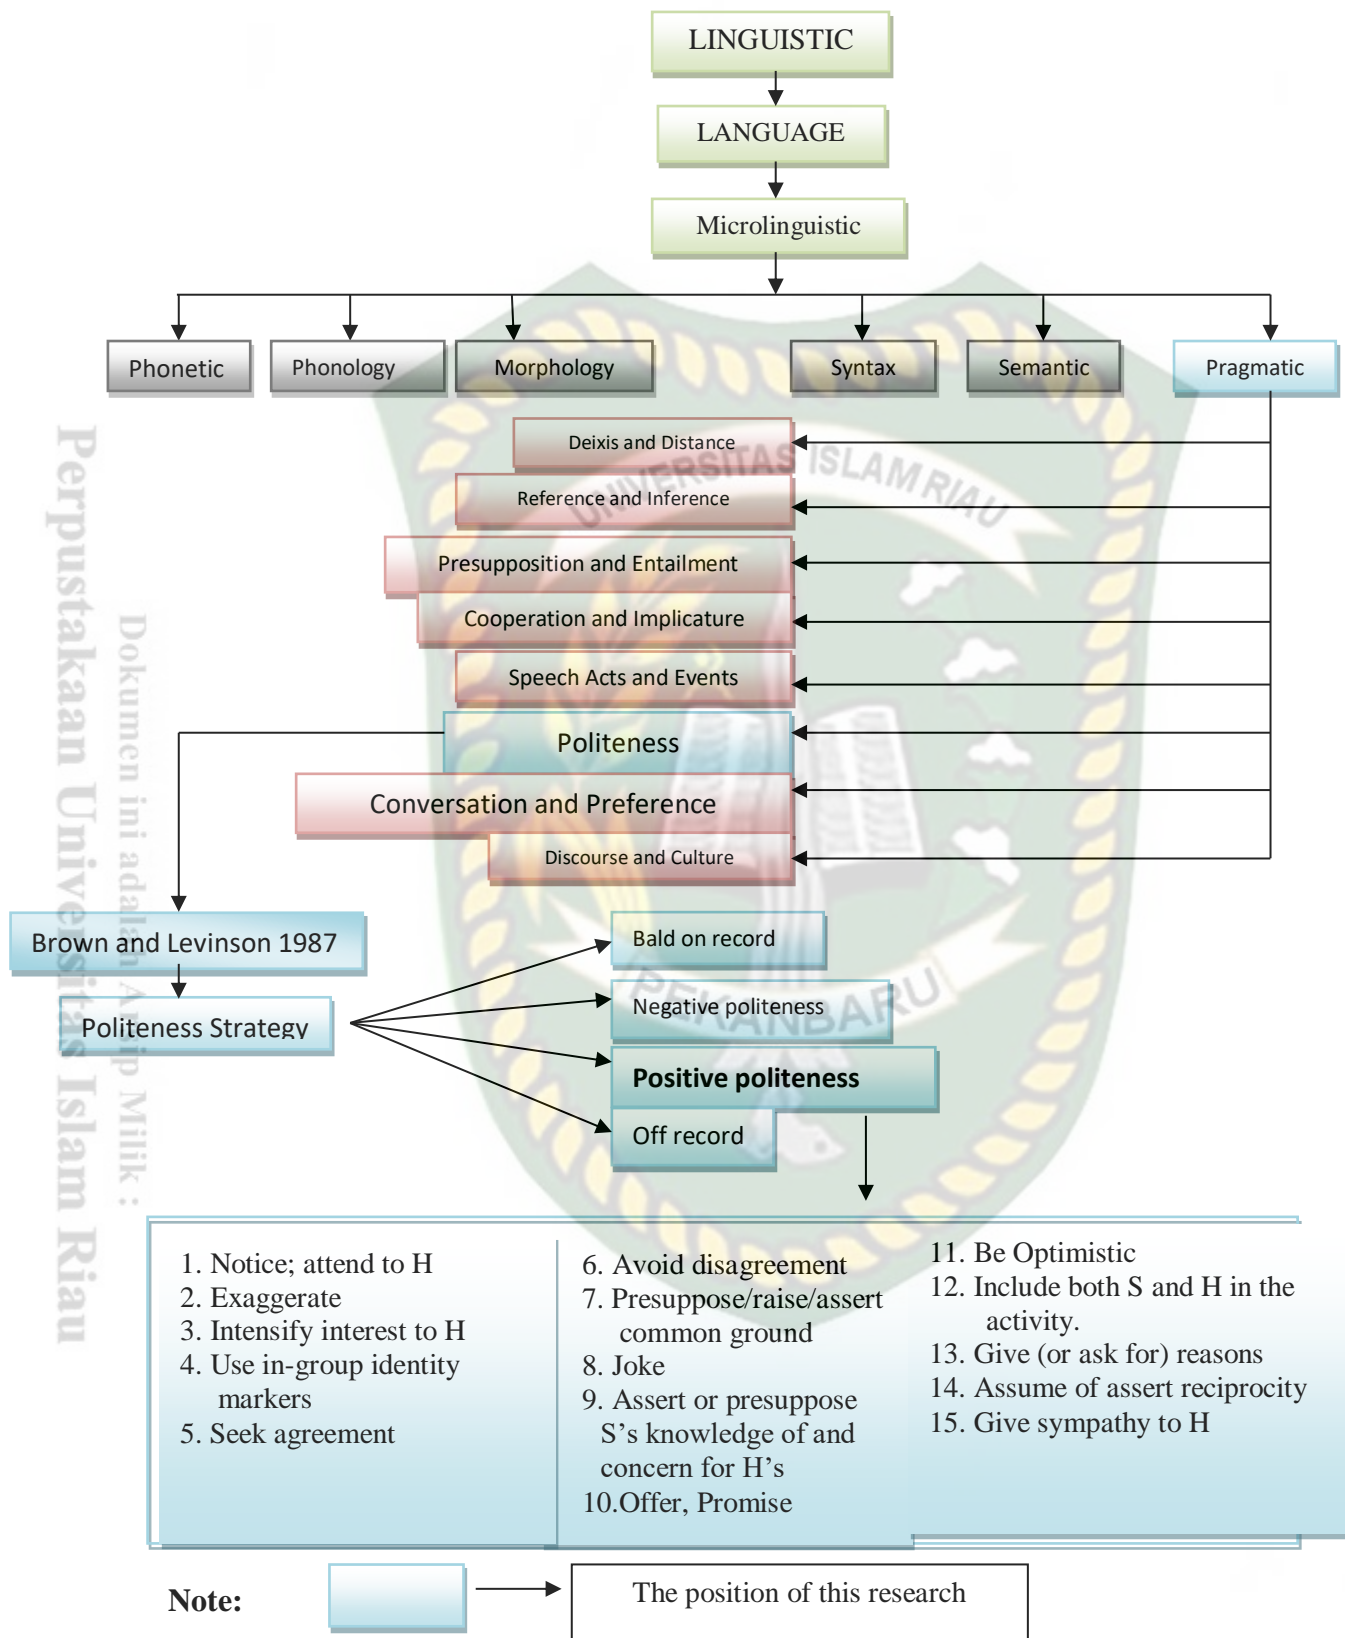 LINGUISTIC
LANGUAGE
Microlinguistic
Phonetic
Phonology
Morphology
Syntax
Semantic
Pragmatic
Deixis and Distance
Reference and Inference
Presupposition and Entailment
Cooperation and Implicature
Speech Acts and Events
Politeness
Conversation and Preference
Discourse and Culture
Brown and Levinson 1987
Politeness Strategy
Bald on record
Negative politeness
Positive politeness
Off record
1. Notice; attend to H
2. Exaggerate
3. Intensify interest to H
4. Use in-group identity
markers
5. Seek agreement
6. Avoid disagreement
7. Presuppose/raise/assert
common ground
8. Joke
9. Assert or presuppose
S’s knowledge of and
concern for H’s
10.Offer, Promise
11. Be Optimistic
12. Include both S and H in the
activity.
13. Give (or ask for) reasons
14. Assume of assert reciprocity
15. Give sympathy to H
Note:
The position of this research
UNIVERSITAS ISLAM RIAU
PEKANBARU
Dokumen ini adalah Arsip Milik :
Perpustakaan Universitas Islam Riau